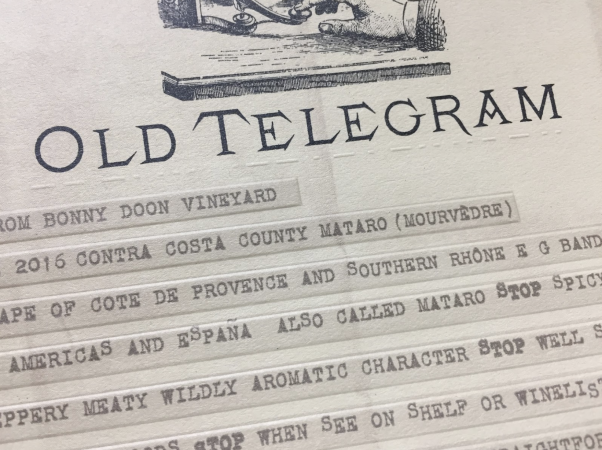 OLD TELEGRAM
ROM BONNY DOON VINEYARD
2016 CONTRA COSTA COUNTY MATARO (MOURVÈDRE)
APE OF COTE DE PROVENCE AND SOUTHERN RHÔNE E G BAND
AMERICAS AND ESPAÑA ALSO CALLED MATARO STOP SPICY
EPPERY MEATY WILDLY AROMATIC CHARACTER STOP WELL S
STOP WHEN SEE ON SHELF OR WINELIST
RAIGHTFOR